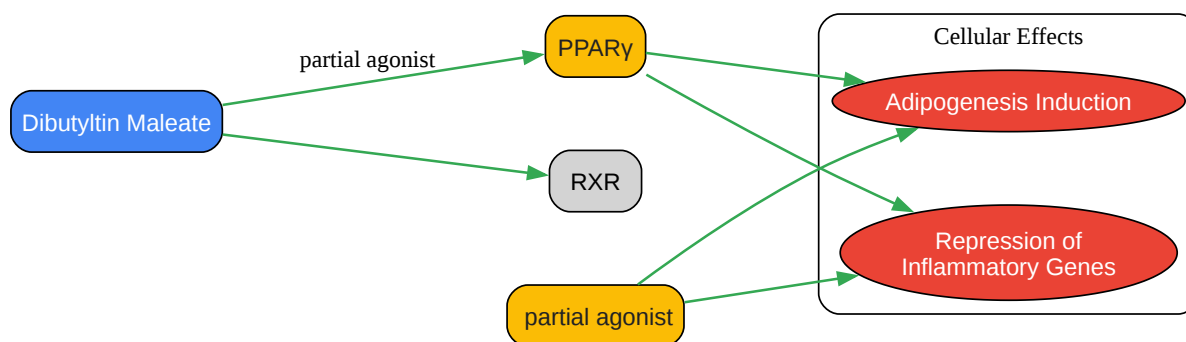 Dibutyltin Maleate
partial agonist
PPARγ
RXR
partial agonist
Cellular Effects
Adipogenesis Induction
Repression of
Inflammatory Genes